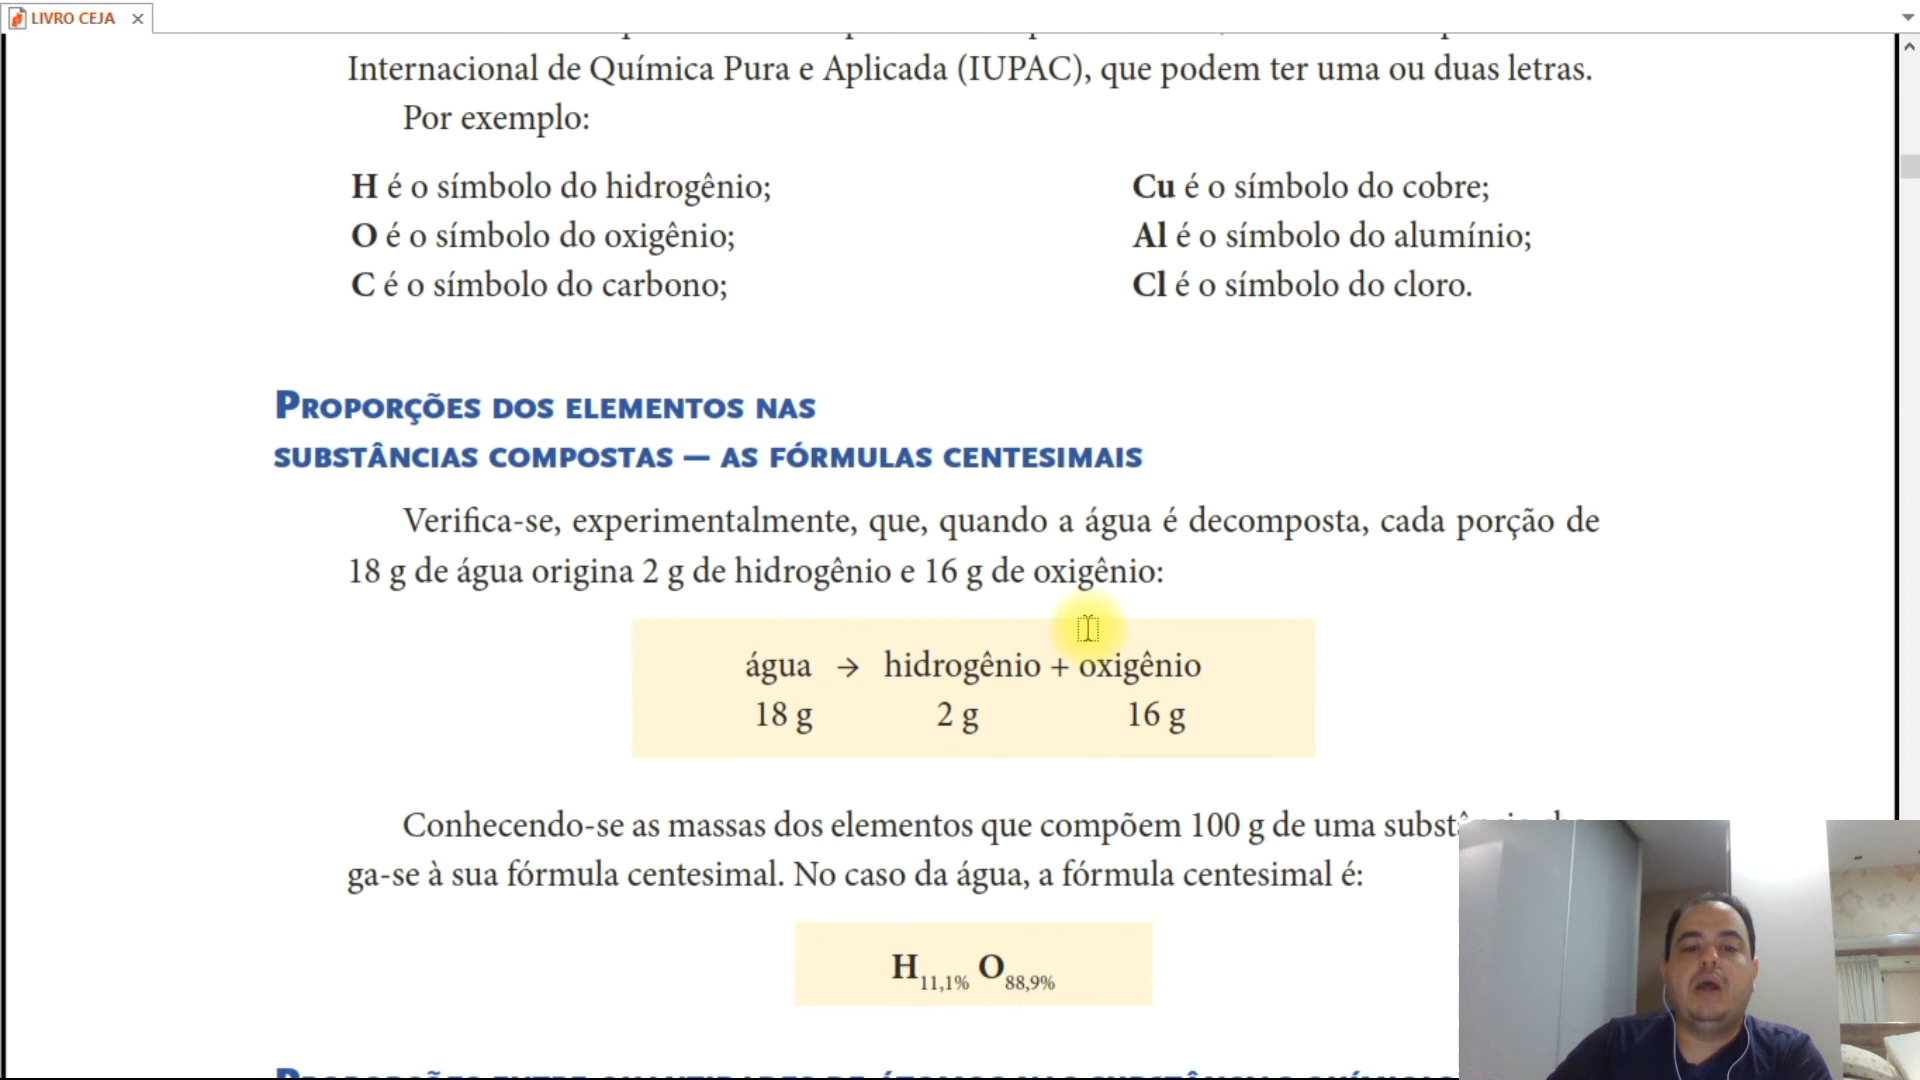 LIVRO CEJA
Internacional de Química Pura e Aplicada (IUPAC), que podem ter uma ou duas letras.
Por exemplo:
H é o símbolo do hidrogênio;
O é o símbolo do oxigênio;
C é o símbolo do carbono;
Cu é o símbolo do cobre;
Al é o símbolo do alumínio;
Cl é o símbolo do cloro.
PROPORÇÕES DOS ELEMENTOS NAS
SUBSTÂNCIAS COMPOSTAS — AS FÓRMULAS CENTESIMAIS
Verifica-se, experimentalmente, que, quando a água é decomposta, cada porção de
18 g de água origina 2 g de hidrogênio e 16 g de oxigênio:
água → hidrogênio + oxigênio
18 g 2 g 16 g
Conhecendo-se as massas dos elementos que compõem 100 g de uma
ga-se à sua fórmula centesimal. No caso da água, a fórmula centesimal é:
H11,1% O88,9%